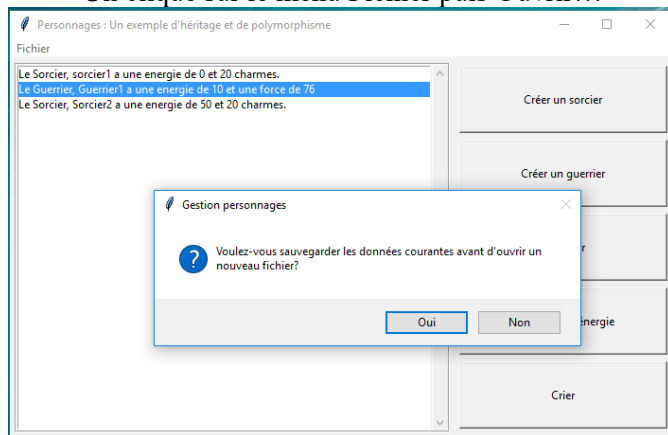 Personnages : Un exemple d'héritage et de polymorphisme
Fichier
Le Sorcier, sorcier1 a une energie de 0 et 20 charmes.
Le Guerrier, Guerrier1 a une energie de 10 et une force de 76
Le Sorcier, Sorcier2 a une energie de 50 et 20 charmes.
Créer un sorcier
Créer un guerrier
Gestion personnages
Voulez-vous sauvegarder les données courantes avant d'ouvrir un
nouveau fichier?
Oui
Non
énergie
Crier